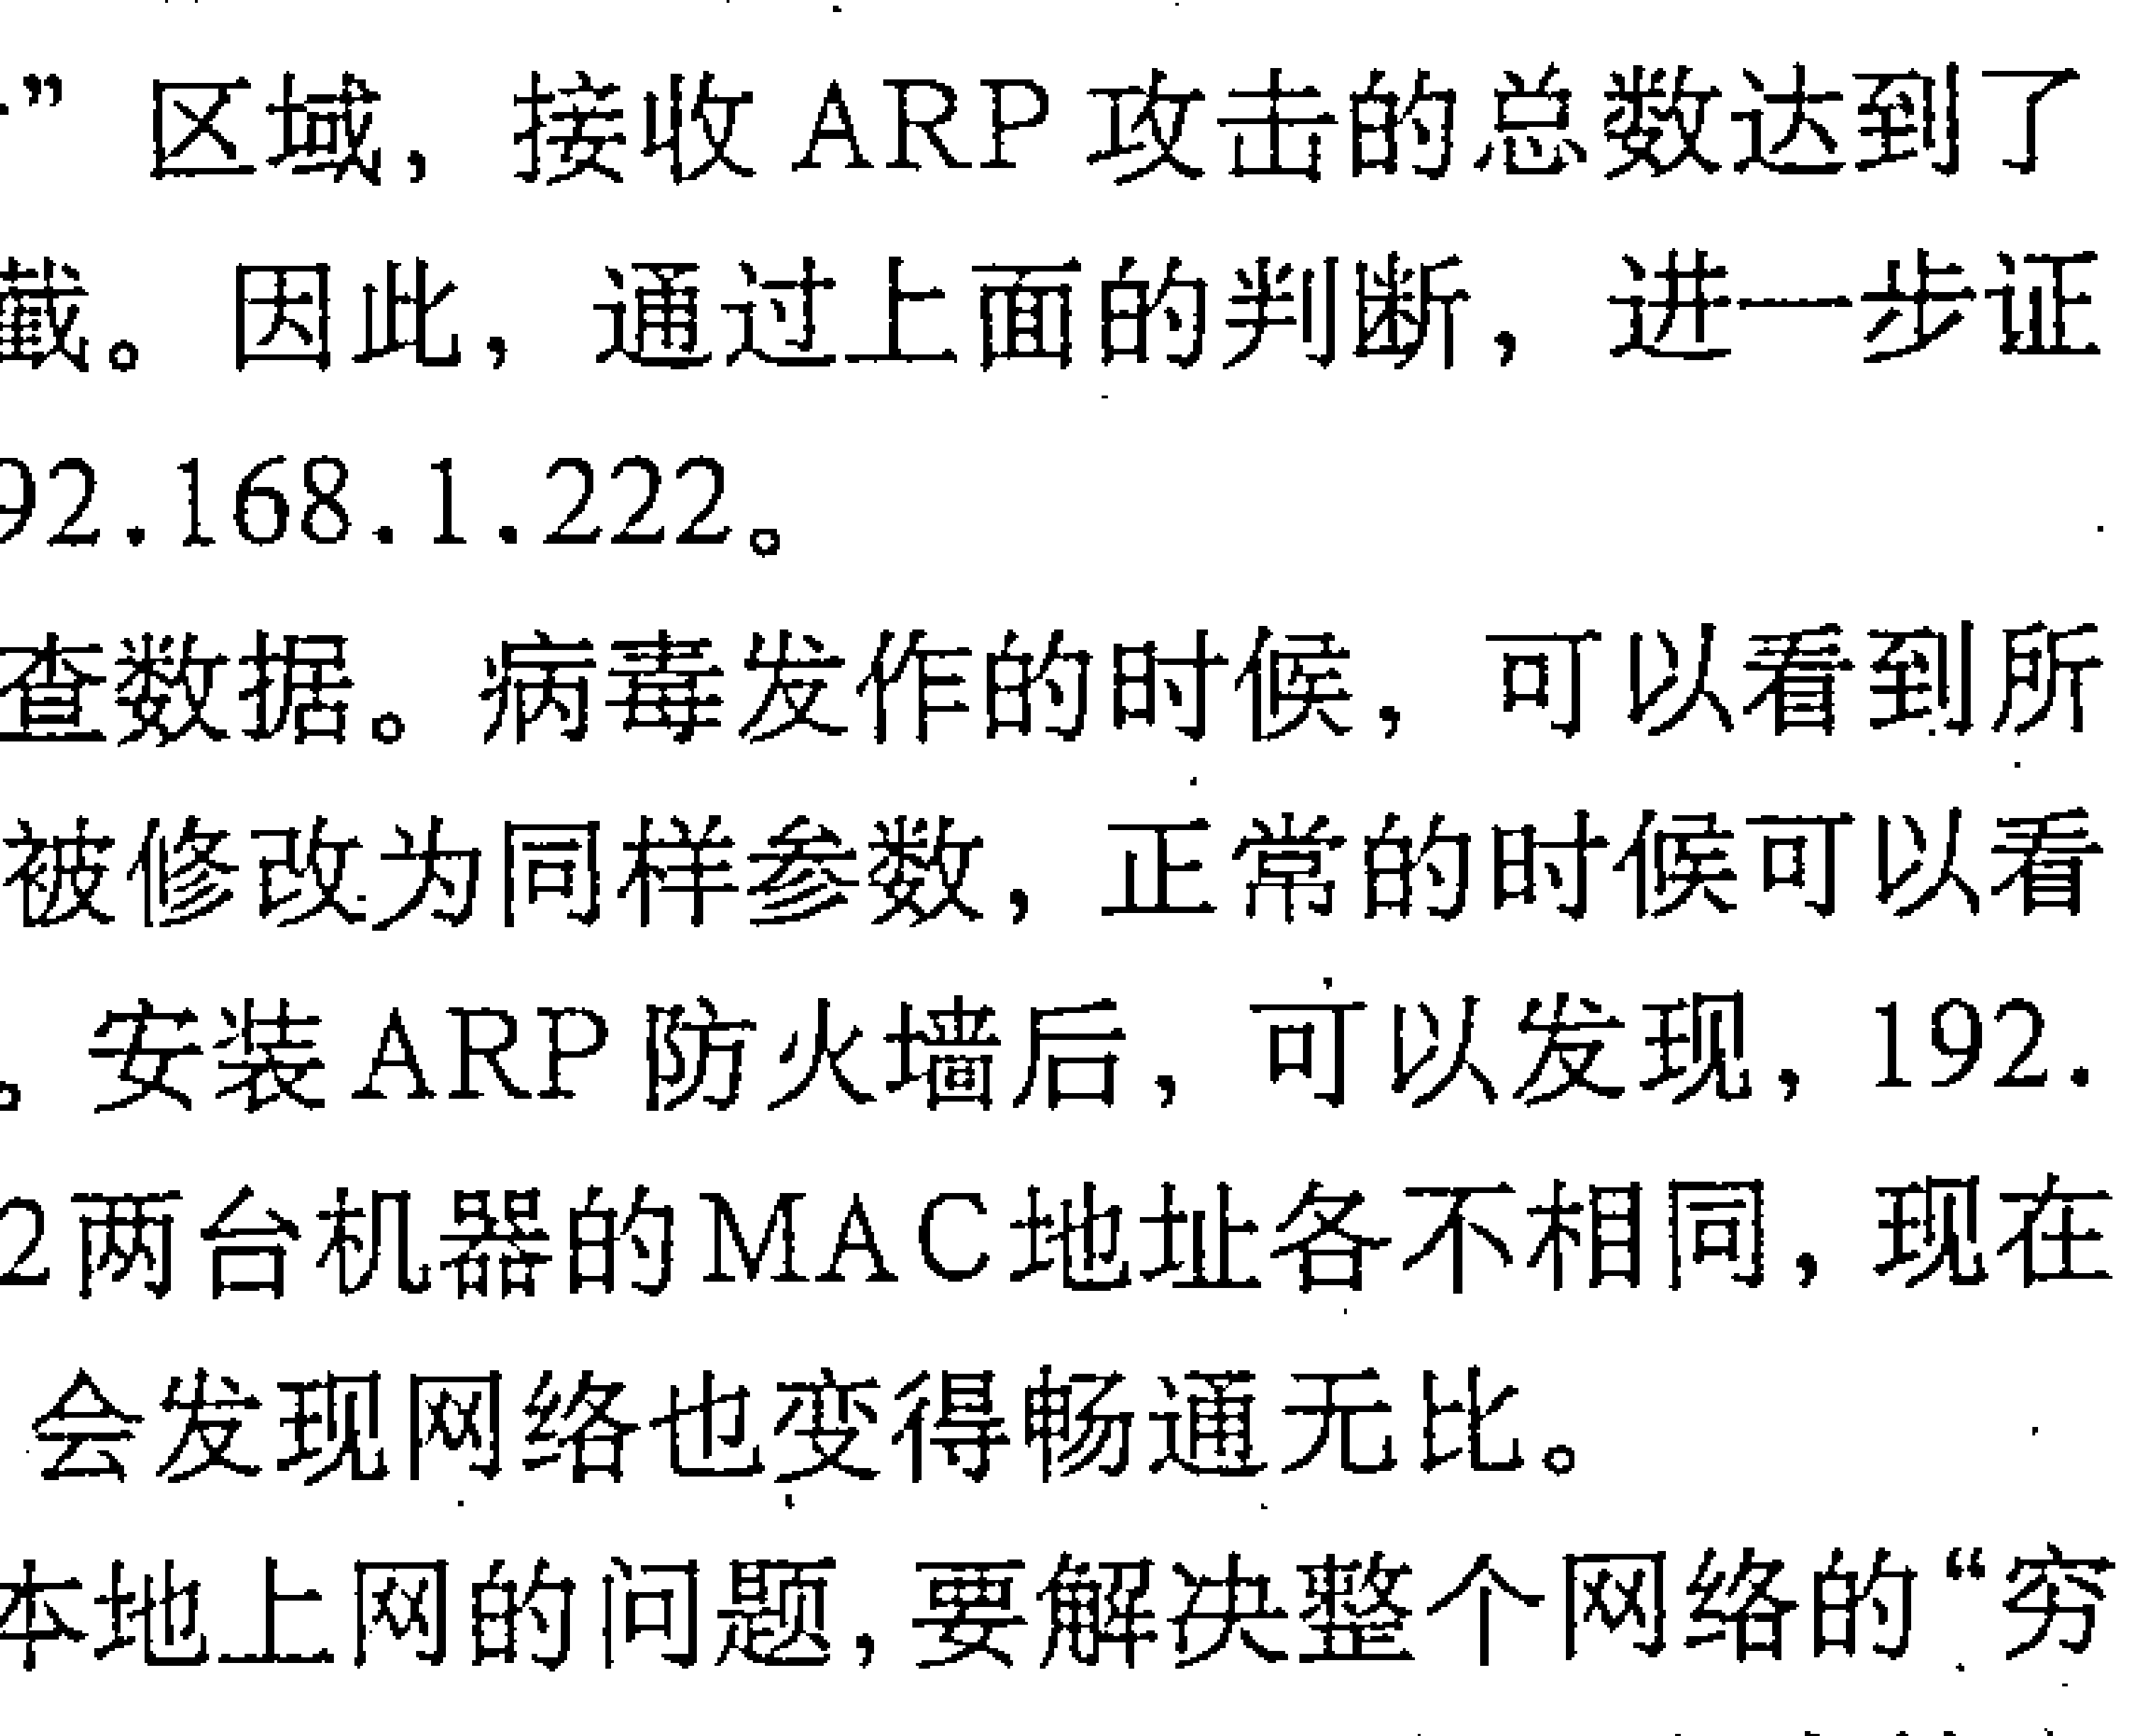 ” 区域，接收 ARP 攻击的总数达到了
截。因此，通过上面的判断，进一步证
92.168.1.222。
查数据。病毒发作的时候，可以看到所
被修改为同样参数，正常的时候可以看
。安装ARP防火墙后，可以发现，192.
2两台机器的MAC地址各不相同，现在
会发现网络也变得畅通无比。
本地上网的问题，要解决整个网络的“穷